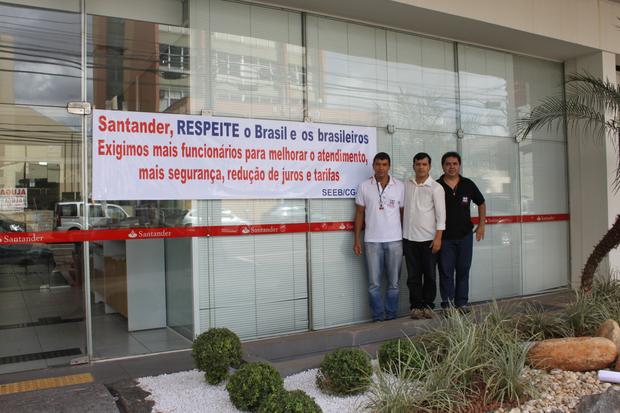 Santander, RESPEITE o Brasil e os brasileiros
Exigimos mais funcionários para melhorar o atendimento,
mais segurança, redução de juros e tarifas
SEEB/CG
Santander
Santander
Santander
Santander
Santander